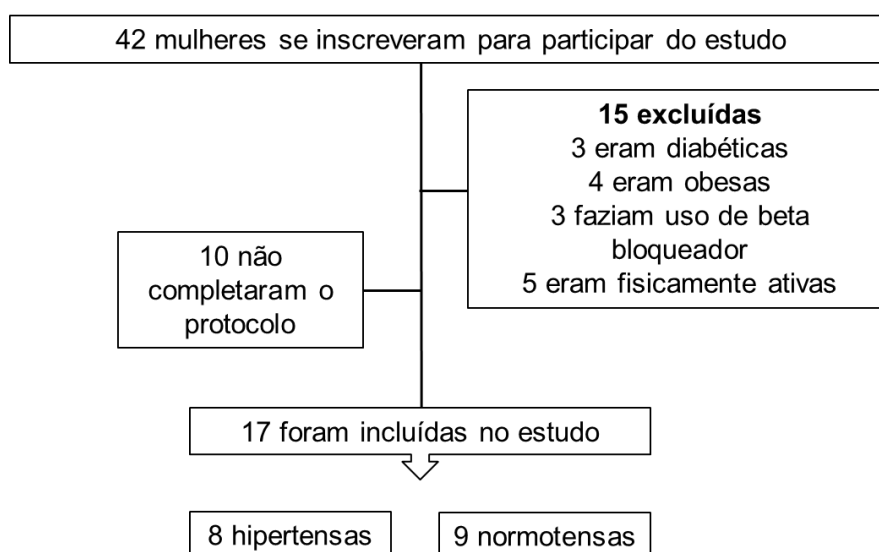 42 mulheres se inscreveram para participar do estudo
15 excluídas
3 eram diabéticas
4 eram obesas
3 faziam uso de beta
bloqueador
5 eram fisicamente ativas
10 não
completaram o
protocolo
17 foram incluídas no estudo
8 hipertensas
9 normotensas